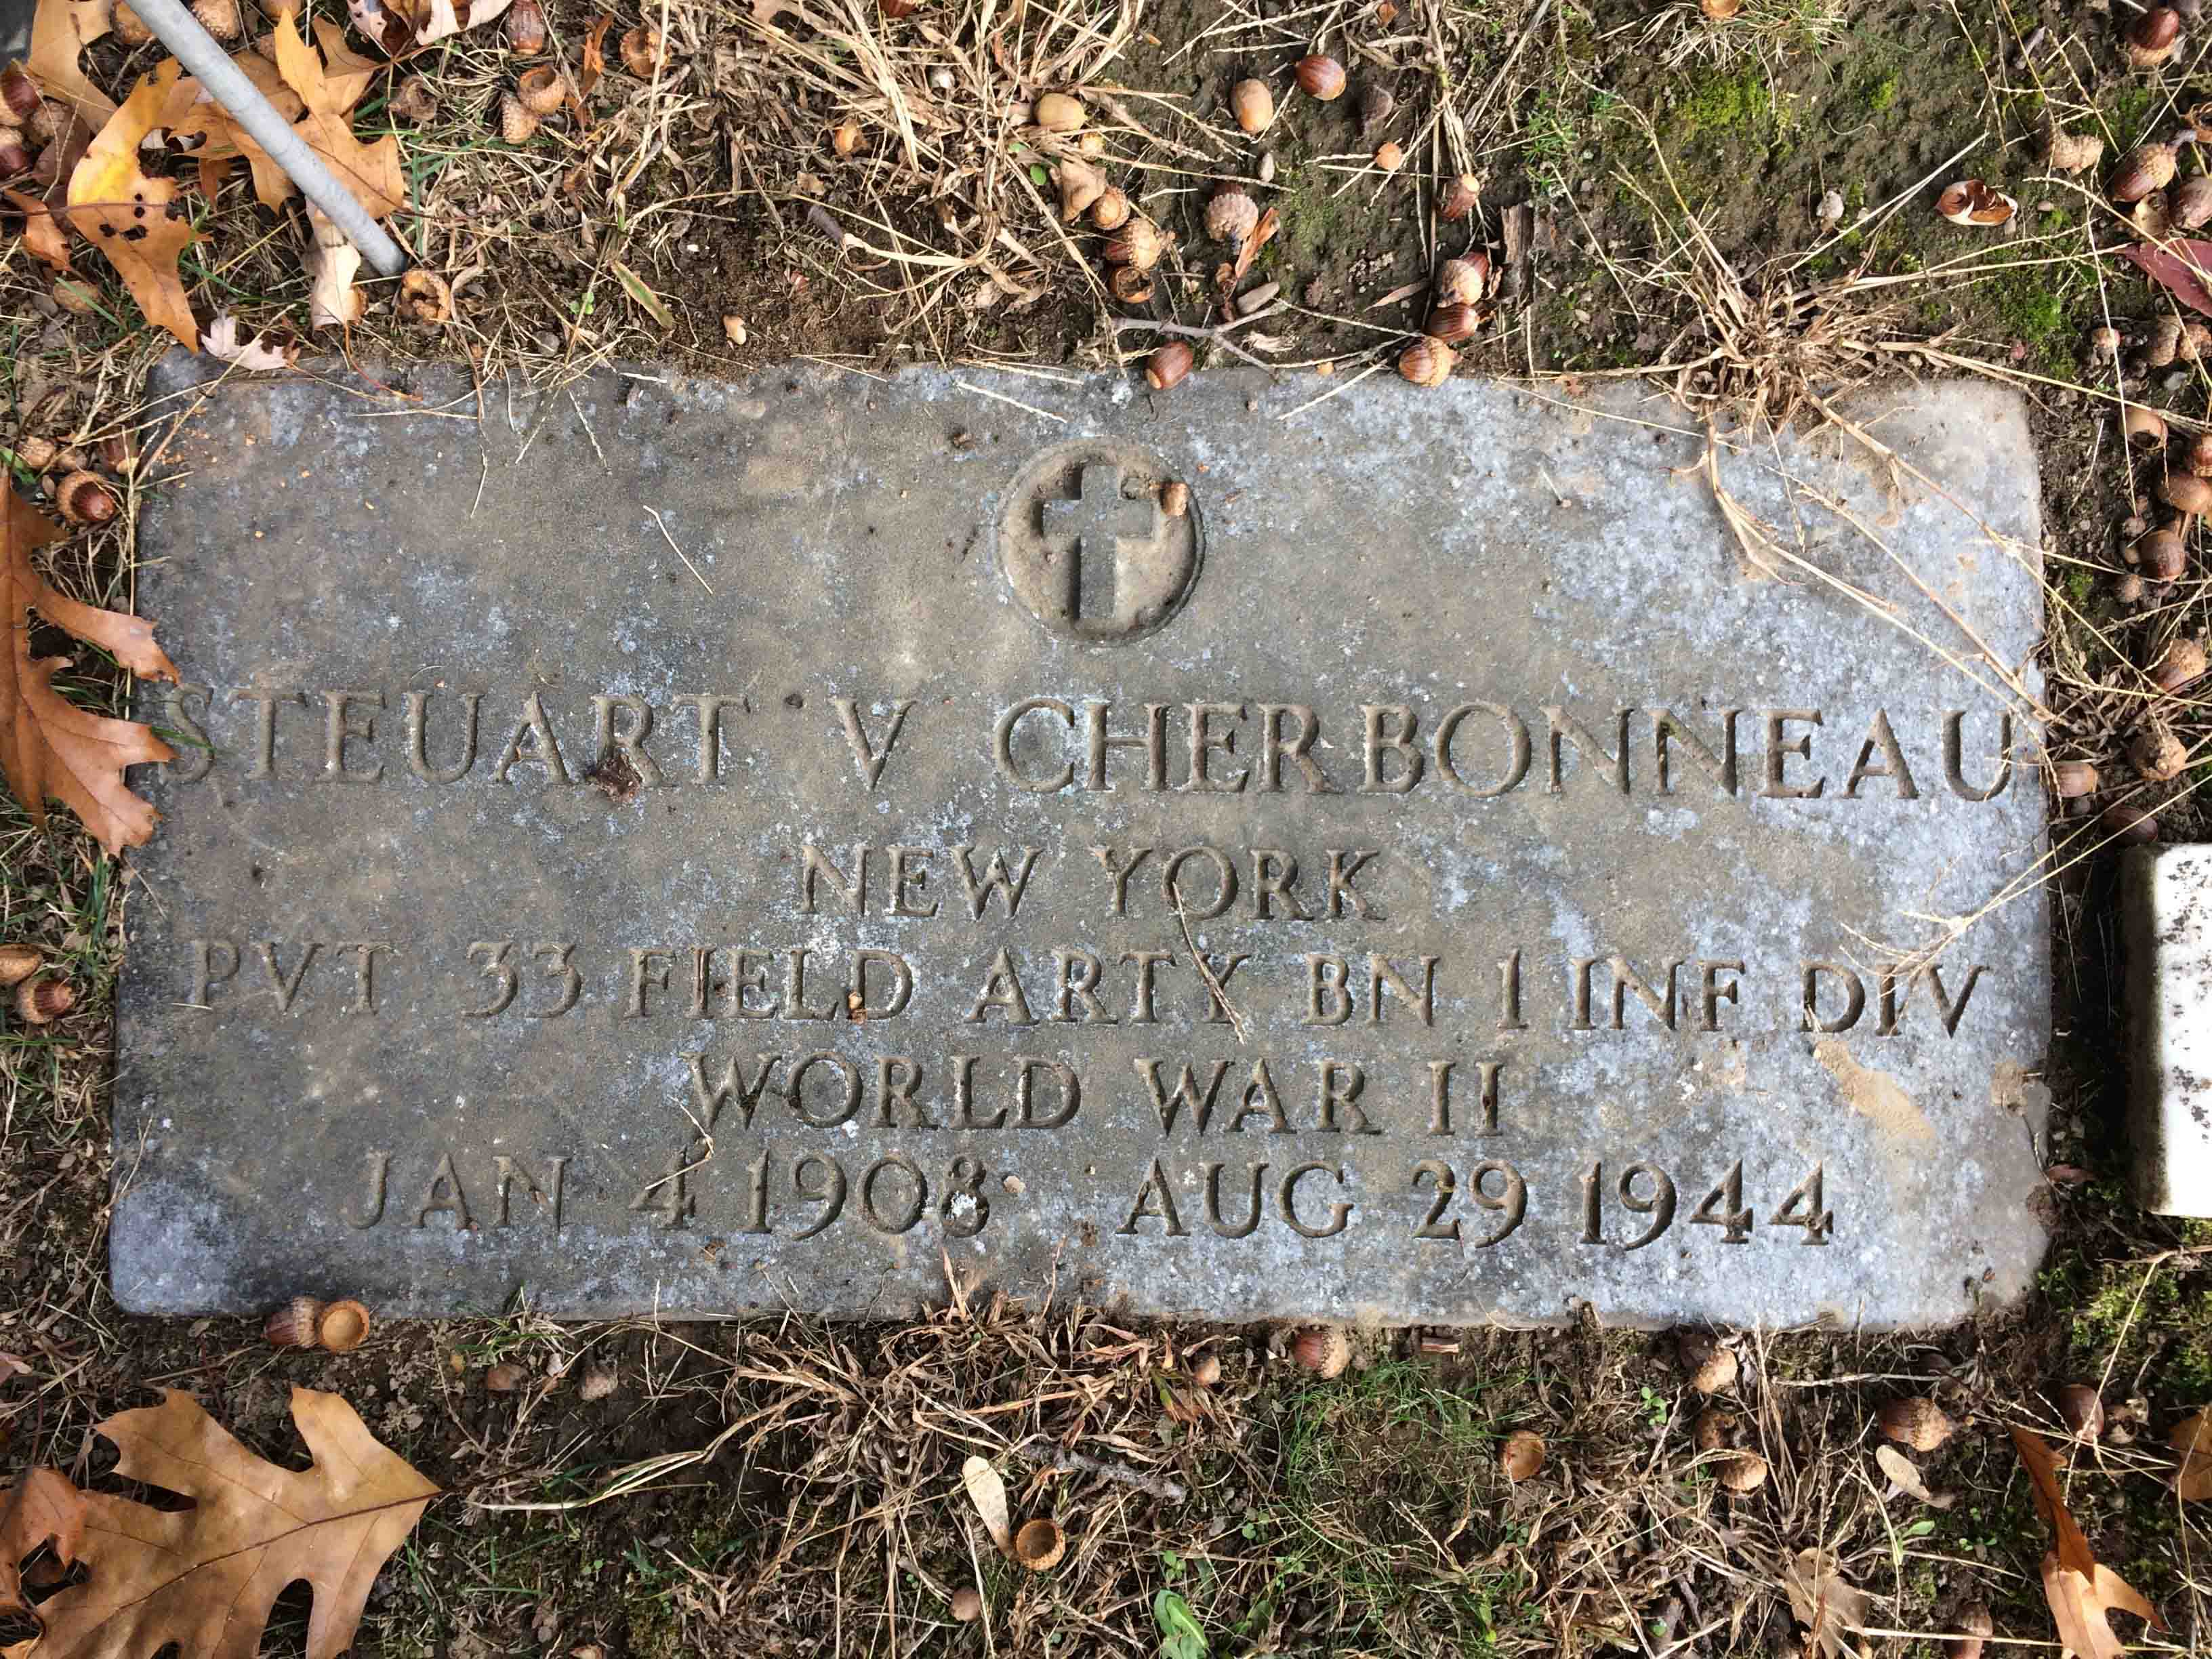 STEUART V CHERBONNEAU
NEW YORK
PVT 33 FIELD ARTY BN 1 INF DIV
WORLD WAR II
JAN 4 1908 AUG 29 1944